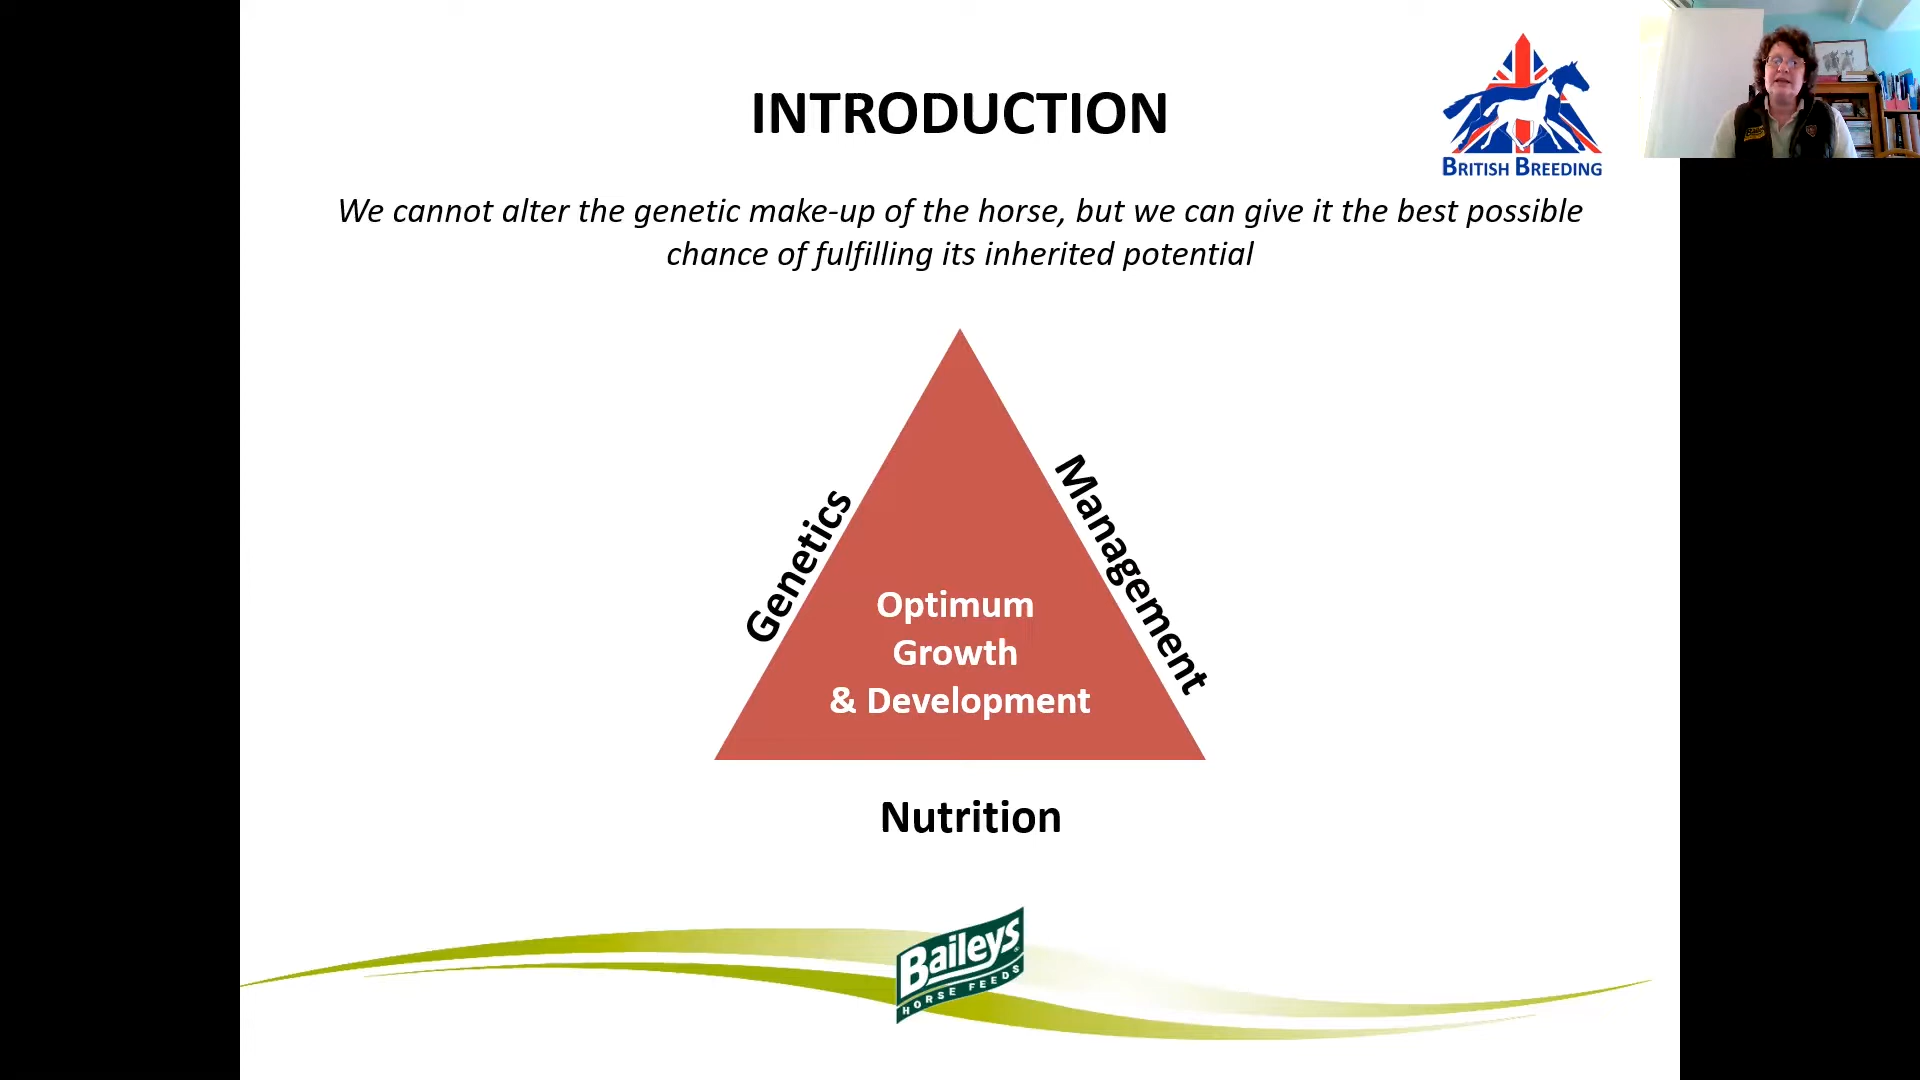 INTRODUCTION
BRITISH BREEDING
We cannot alter the genetic make-up of the horse, but we can give it the best possible
chance of fulfilling its inherited potential
Genetics
Management
Optimum
Growth
& Development
Nutrition
Baileys
HORSE FEEDS